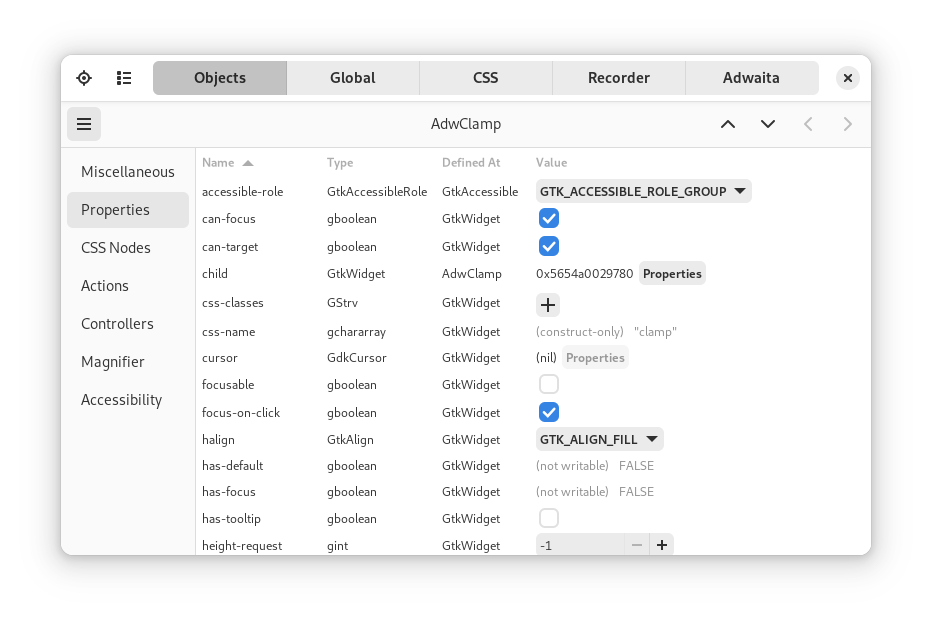 Objects Global CSS Recorder Adwaita
AdwClamp
Miscellaneous
Properties
CSS Nodes
Actions
Controllers
Magnifier
Accessibility
Name Type Defined At Value
accessible-role GtkAccessibleRole GtkAccessible GTK_ACCESSIBLE_ROLE_GROUP
can-focus gboolean GtkWidget
can-target gboolean GtkWidget
child GtkWidget AdwClamp 0x5654a0029780 Properties
css-classes GStrv GtkWidget
css-name gchararray GtkWidget (construct-only) "clamp"
cursor GdkCursor GtkWidget (nil) Properties
focusable gboolean GtkWidget
focus-on-click gboolean GtkWidget
halign GtkAlign GtkWidget GTK_ALIGN_FILL
has-default gboolean GtkWidget (not writable) FALSE
has-focus gboolean GtkWidget (not writable) FALSE
has-tooltip gboolean GtkWidget
height-request gint GtkWidget -1